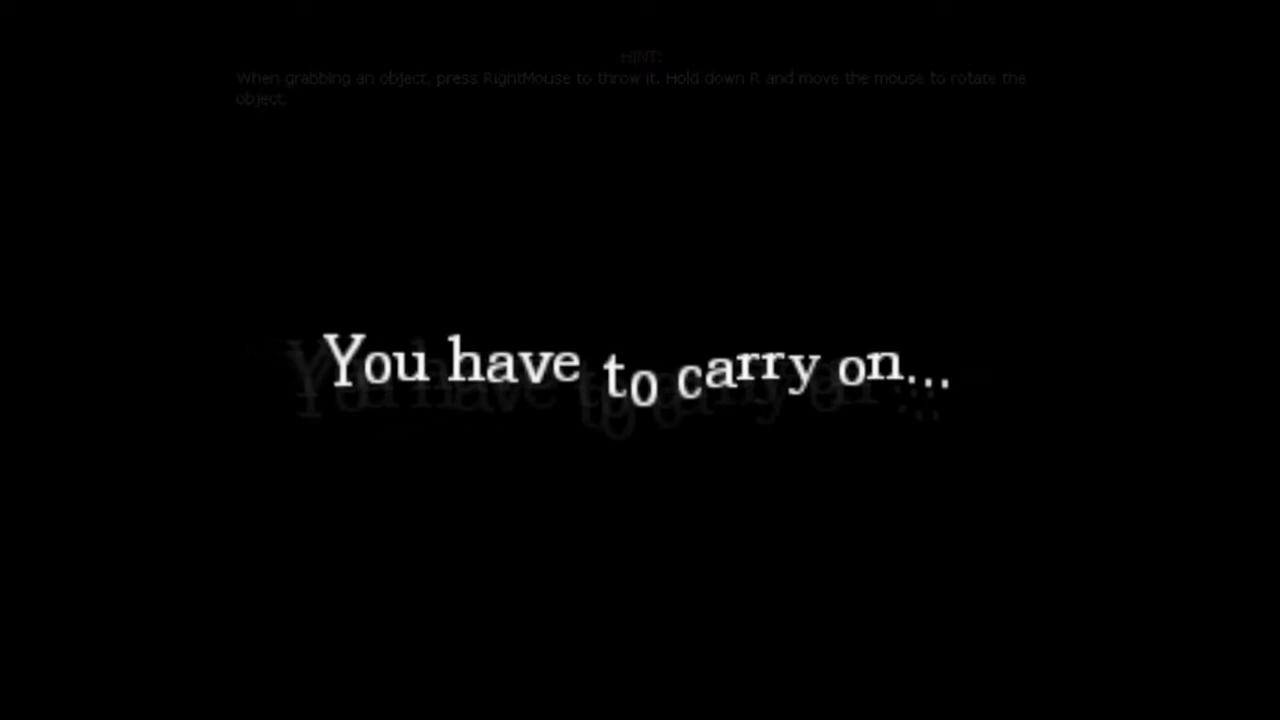 HINT:
When grabbing an object, press RightMouse to throw it. Hold down R and move the mouse to rotate the
object.
You have to carry on...